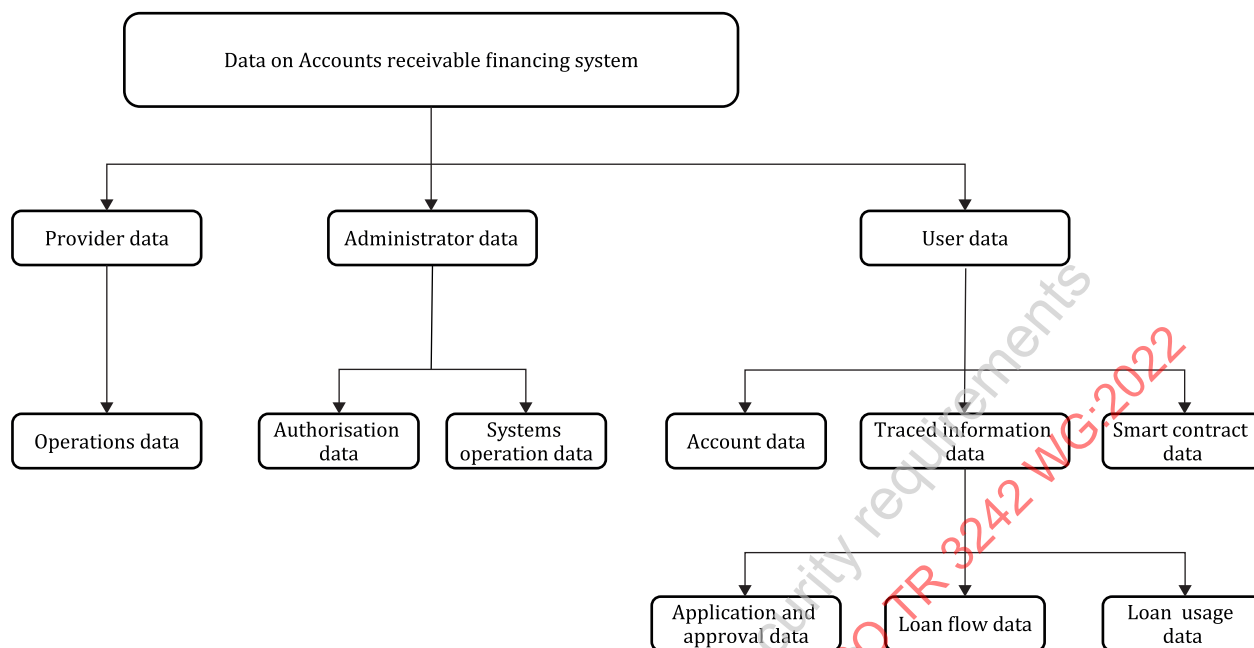 Data on Accounts receivable financing system
Provider data
Administrator data
User data
Operations data
Authorisation
data
Systems
operation data
Account data
Traced information
data
Smart contract
data
Application and
approval data
Loan flow data
Loan usage
data
requirements
TR 3242 WG:2022